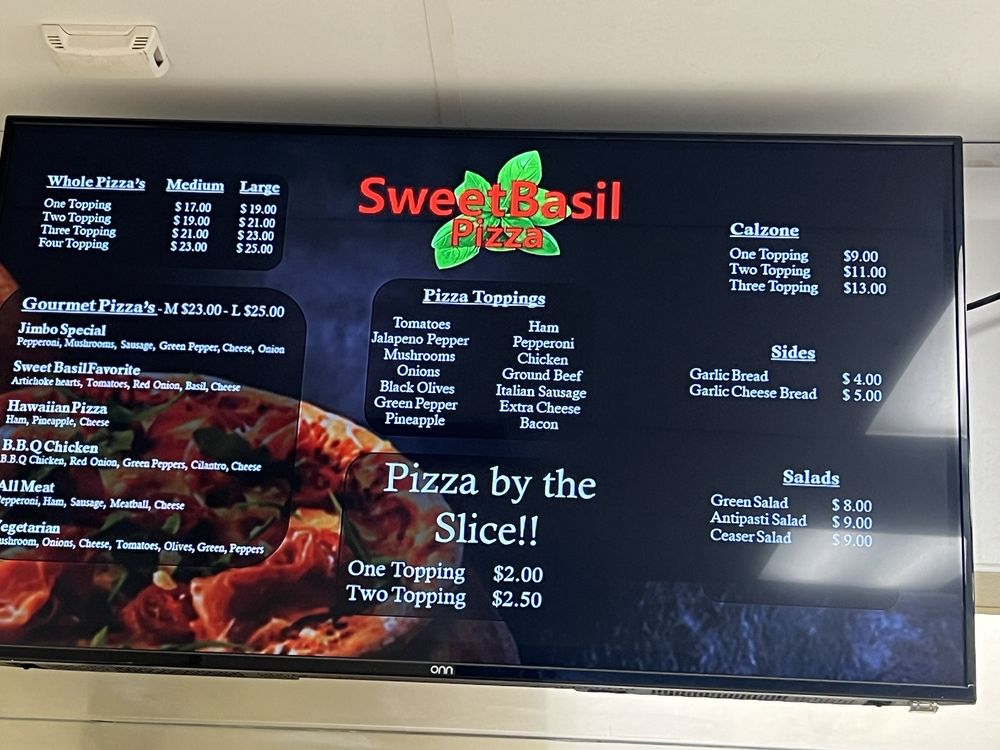 Whole Pizza's Medium Large
One Topping $17.00 $19.00
Two Topping $19.00 $21.00
Three Topping $21.00 $23.00
Four Topping $23.00 $25.00
Gourmet Pizza's - M $23.00 - L $25.00
Jimbo Special
Pepperoni, Mushrooms, Sausage, Green Pepper, Cheese, Onion
Sweet Basil Favorite
Artichoke hearts, Tomatoes, Red Onion, Basil, Cheese
Hawaiian Pizza
Ham, Pineapple, Cheese
B.B.Q Chicken
B.B.Q Chicken, Red Onion, Green Peppers, Cilantro, Cheese
All Meat
epperoni, Ham, Sausage, Meatball, Cheese
egetarian
ushroom, Onions, Cheese, Tomatoes, Olives, Green, Peppers
SweetBasil
Pizza
Pizza Toppings
Tomatoes Ham
Jalapeno Pepper Pepperoni
Mushrooms Chicken
Onions Ground Beef
Black Olives Italian Sausage
Green Pepper Extra Cheese
Pineapple Bacon
Pizza by the
Slice!!
One Topping $2.00
Two Topping $2.50
Calzone
One Topping $9.00
Two Topping $11.00
Three Topping $13.00
Sides
Garlic Bread $4.00
Garlic Cheese Bread $5.00
Salads
Green Salad $8.00
Antipasti Salad $9.00
Ceaser Salad $9.00
onn